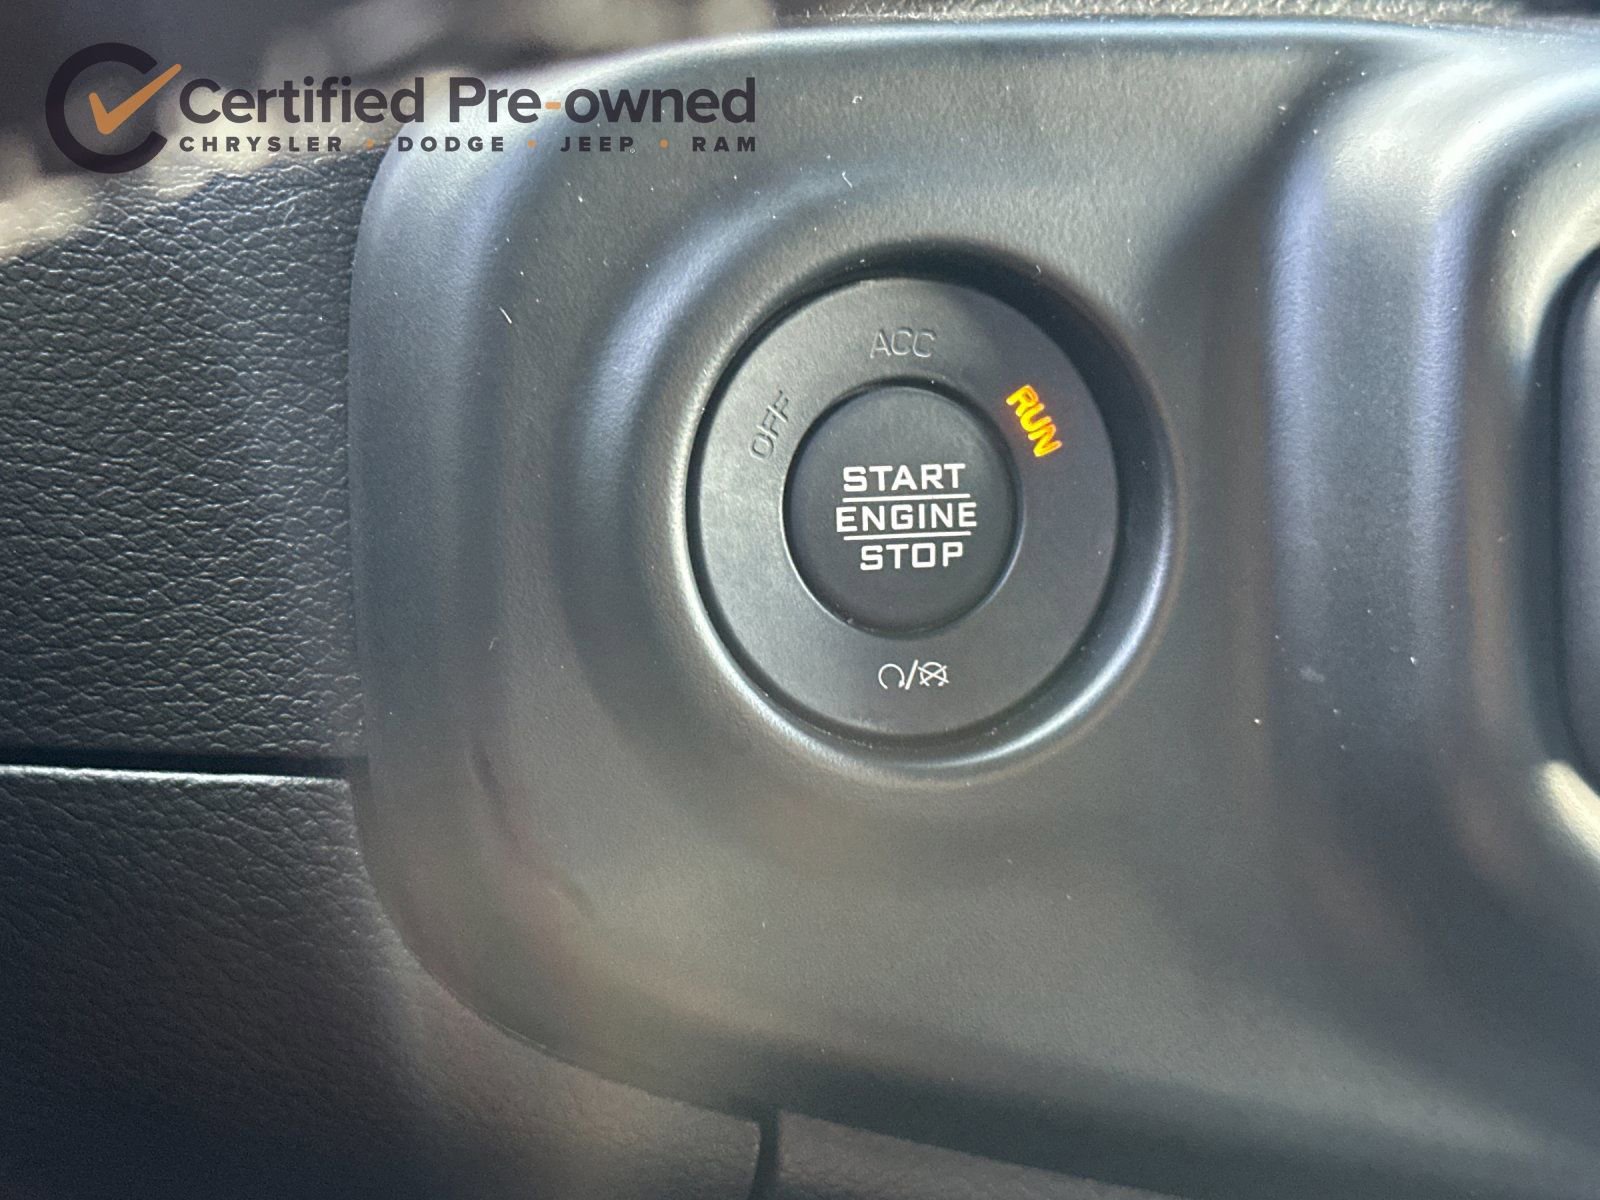 Certified Pre-owned
CHRYSLER • DODGE • JEEP • RAM
ACC
OFF
RUN
START
ENGINE
STOP